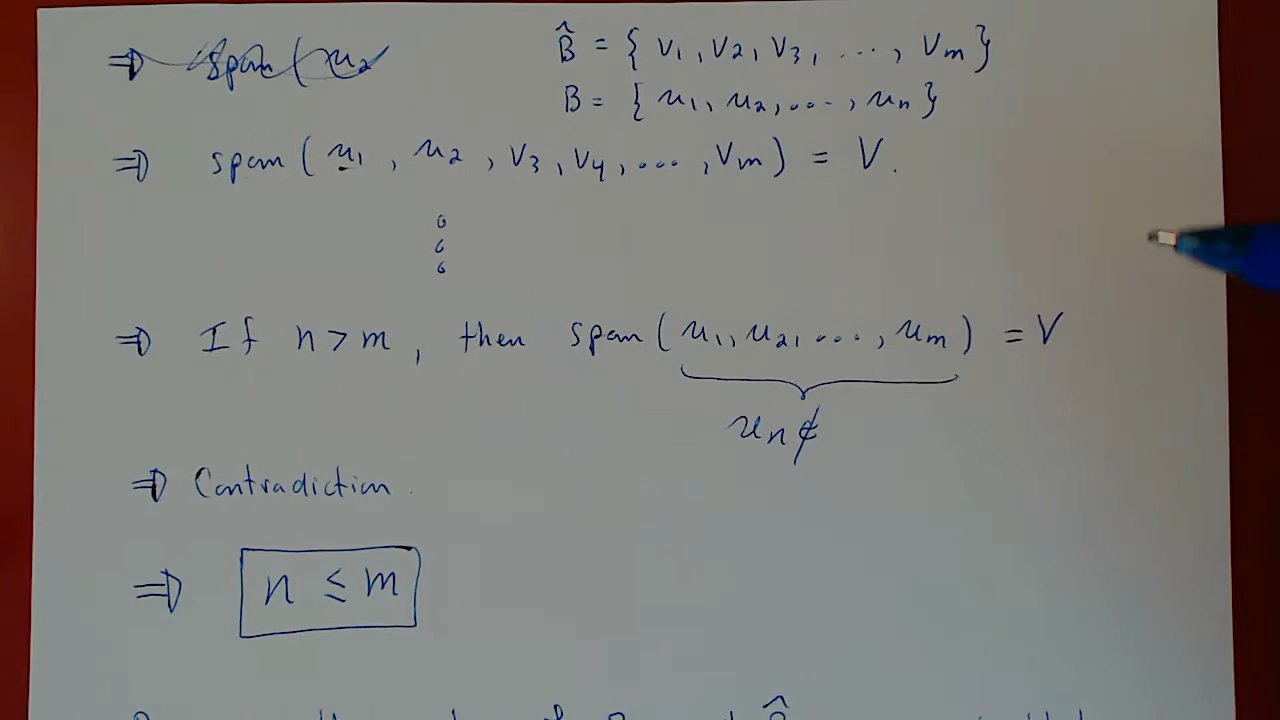 ⇒ span(u₂
B̂ = { v₁, v₂, v₃, ..., vₘ }
B = { u₁, u₂, ..., uₙ }
⇒ span( u₁, u₂, v₃, v₄, ..., vₘ ) = V.
⋮
⇒ If n > m, then span( u₁, u₂, ..., uₘ ) = V
uₙ ∉
⇒ Contradiction.
⇒ n ≤ m